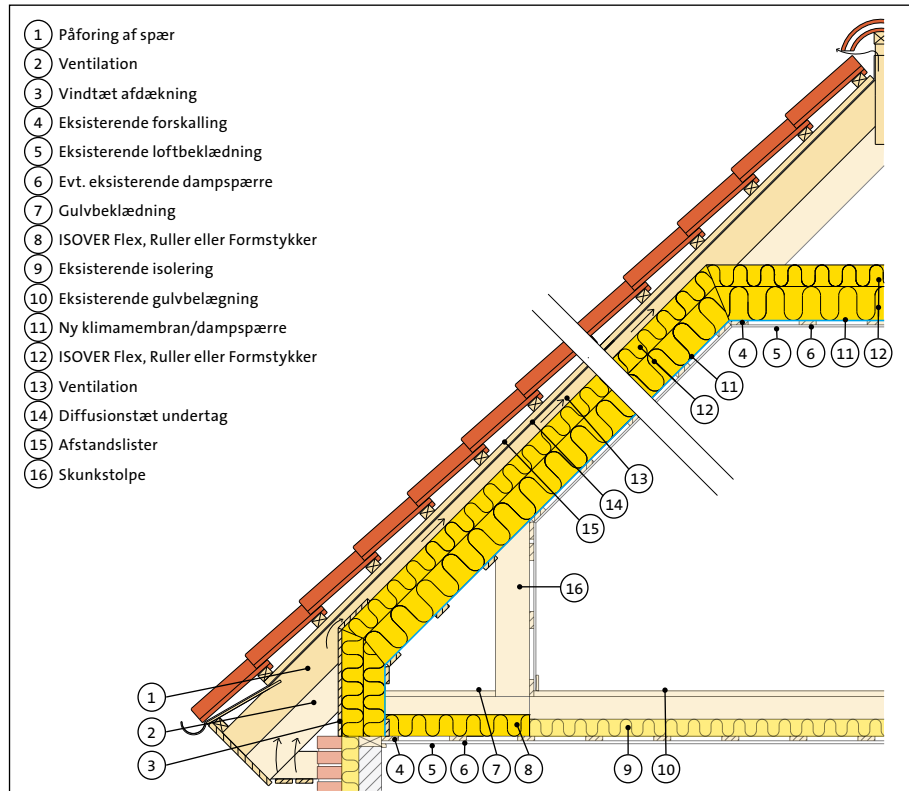 1 Påforing af spær
2 Ventilation
3 Vindtæt afdækning
4 Eksisterende forskalling
5 Eksisterende loftbeklædning
6 Evt. eksisterende dampspærre
7 Gulvbeklædning
8 ISOVER Flex, Ruller eller Formstykker
9 Eksisterende isolering
10 Eksisterende gulvbelægning
11 Ny klimamembran/dampspærre
12 ISOVER Flex, Ruller eller Formstykker
13 Ventilation
14 Diffusionstæt undertag
15 Afstandslister
16 Skunkstolpe
4 5 6 11 12
11
12
13
14
15
16
1
2
3
4 5 6 7 8 9 10